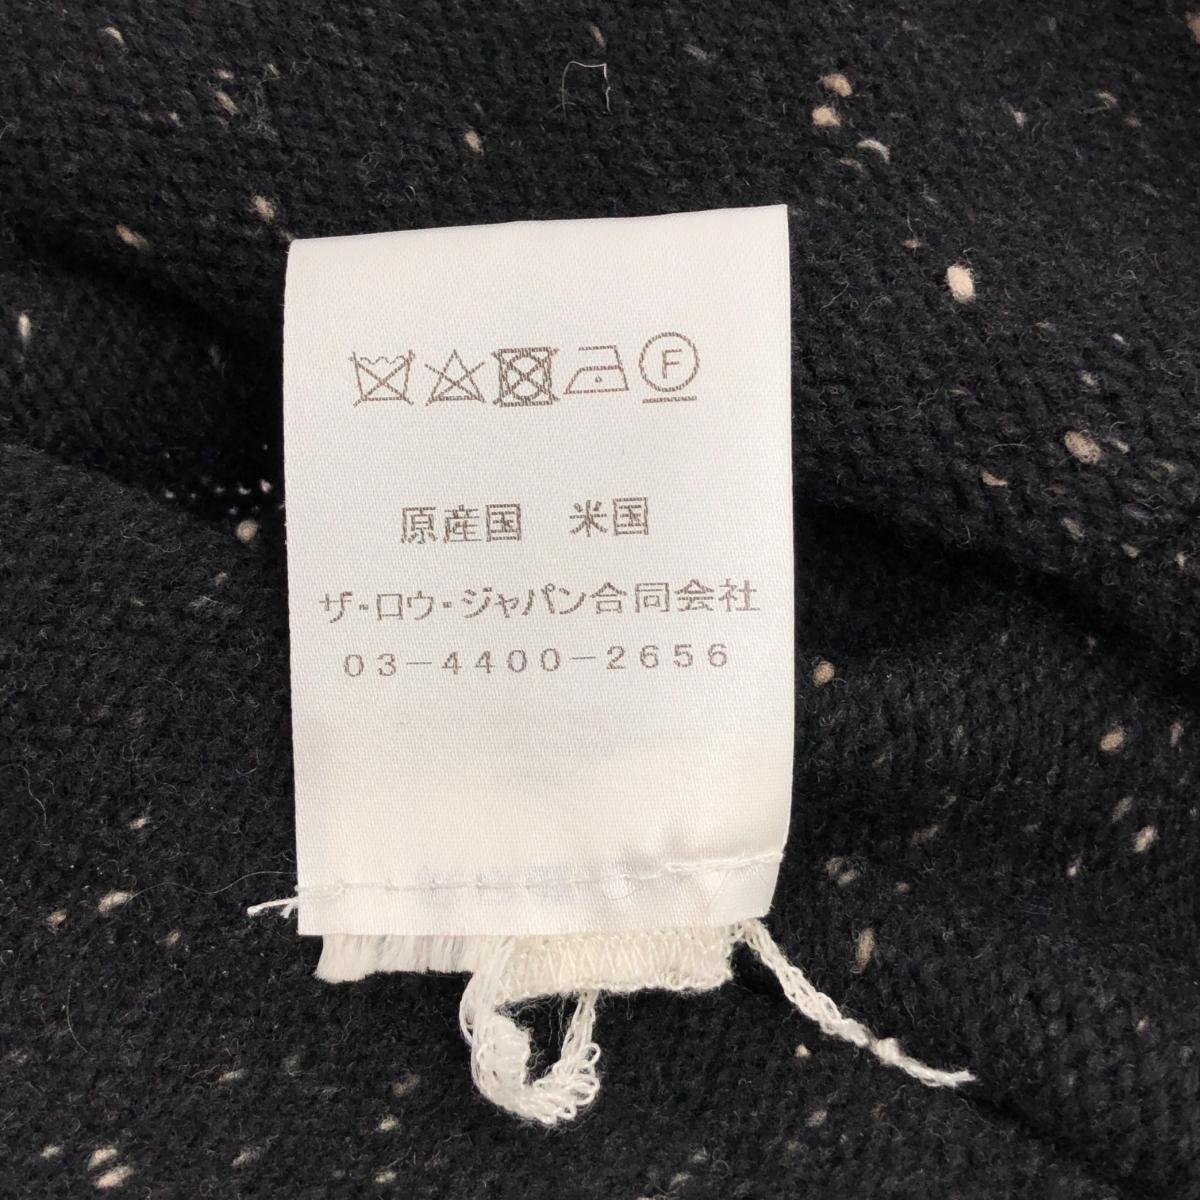 F
原産国　米国
ザ・ロウ・ジャパン合同会社
03-4400-2656